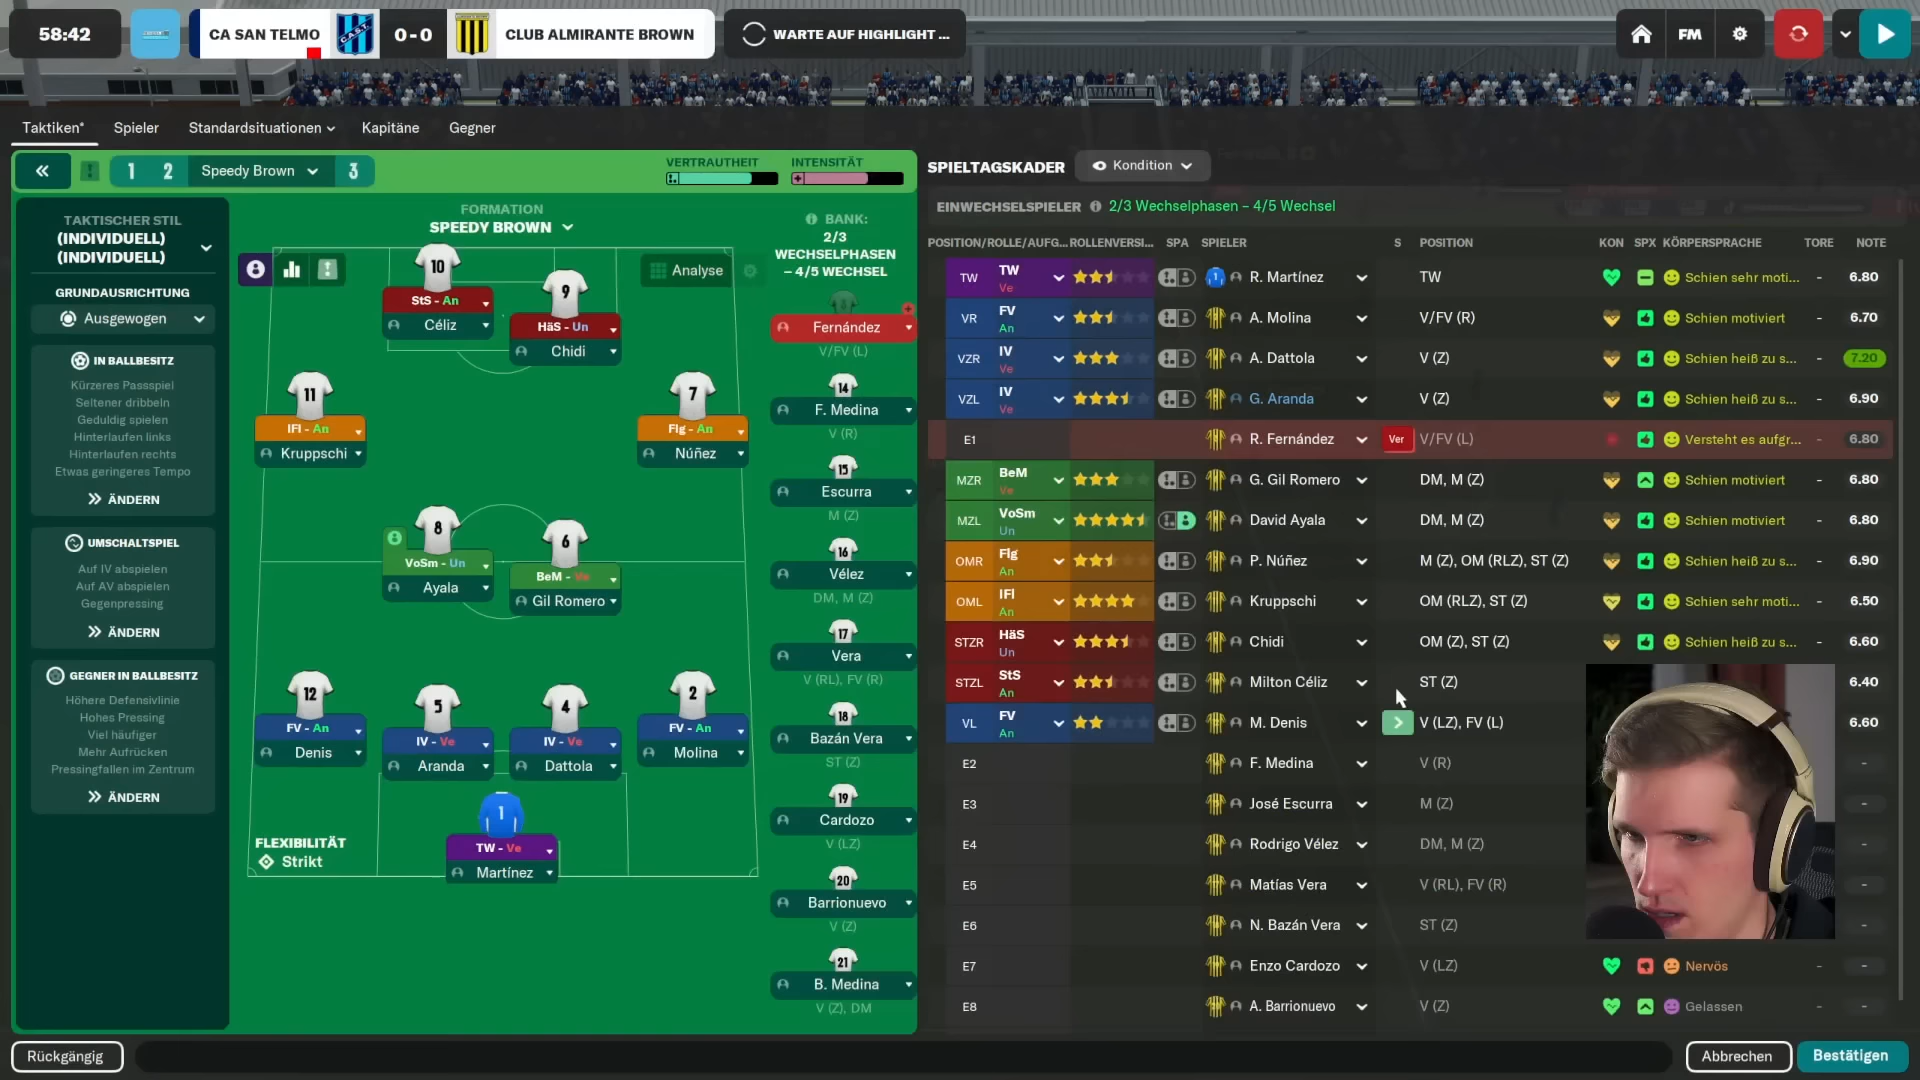 58:42
CA SAN TELMO
0-0
CLUB ALMIRANTE BROWN
WARTE AUF HIGHLIGHT ...
FM
Taktiken*
Spieler
Standardsituationen
Kapitäne
Gegner
1 2 Speedy Brown 3
VERTRAUTHEIT
INTENSITÄT
TAKTISCHER STIL
(INDIVIDUELL)
(INDIVIDUELL)
GRUNDAUSRICHTUNG
Ausgewogen
IN BALLBESITZ
Kürzeres Passspiel
Seltener dribbeln
Geduldig spielen
Hinterlaufen links
Hinterlaufen rechts
Etwas geringeres Tempo
ÄNDERN
UMSCHALTSPIEL
Auf IV abspielen
Auf AV abspielen
Gegenpressing
ÄNDERN
GEGNER IN BALLBESITZ
Höhere Defensivlinie
Hohes Pressing
Viel häufiger
Mehr Aufrücken
Pressingfallen im Zentrum
ÄNDERN
FORMATION
SPEEDY BROWN
Analyse
10
StS - An
Céliz
9
HäS - Un
Chidi
11
IFl - An
Kruppschi
7
Flg - An
Núñez
8
VoSm - Un
Ayala
6
BeM - Ve
Gil Romero
12
FV - An
Denis
5
IV - Ve
Aranda
4
IV - Ve
Dattola
2
FV - An
Molina
1
TW - Ve
Martínez
FLEXIBILITÄT
Strikt
BANK:
2/3
WECHSELPHASEN
- 4/5 WECHSEL
Fernández
V/FV (L)
14
F. Medina
V (R)
15
Escurra
M (Z)
16
Vélez
DM, M (Z)
17
Vera
V (RL), FV (R)
18
Bazán Vera
ST (Z)
19
Cardozo
V (LZ)
20
Barrionuevo
V (Z)
21
B. Medina
V (Z), DM
SPIELTAGSKADER
Kondition
EINWECHSELSPIELER 2/3 Wechselphasen – 4/5 Wechsel
POSITION/ROLLE/AUFG... ROLLENVERSI... SPA SPIELER S POSITION KON SPX KÖRPERSPRACHE TORE NOTE
TW TW Ve R. Martínez TW Schien sehr moti... - 6.80
VR FV An A. Molina V/FV (R) Schien motiviert - 6.70
VZR IV Ve A. Dattola V (Z) Schien heiß zu s... - 7.20
VZL IV Ve G. Aranda V (Z) Schien heiß zu s... - 6.90
E1 R. Fernández Ver V/FV (L) Versteht es aufgr... - 6.80
MZR BeM Ve G. Gil Romero DM, M (Z) Schien motiviert - 6.80
MZL VoSm Un David Ayala DM, M (Z) Schien motiviert - 6.80
OMR Flg An P. Núñez M (Z), OM (RLZ), ST (Z) Schien heiß zu s... - 6.90
OML IFl An Kruppschi OM (RLZ), ST (Z) Schien sehr moti... - 6.50
STZR HäS Un Chidi OM (Z), ST (Z) Schien heiß zu s... - 6.60
STZL StS An Milton Céliz ST (Z) 6.40
VL FV An M. Denis V (LZ), FV (L) 6.60
E2 F. Medina V (R) -
E3 José Escurra M (Z) -
E4 Rodrigo Vélez DM, M (Z) -
E5 Matías Vera V (RL), FV (R) -
E6 N. Bazán Vera ST (Z) -
E7 Enzo Cardozo V (LZ) Nervös - -
E8 A. Barrionuevo V (Z) Gelassen - -
Rückgängig
Abbrechen
Bestätigen